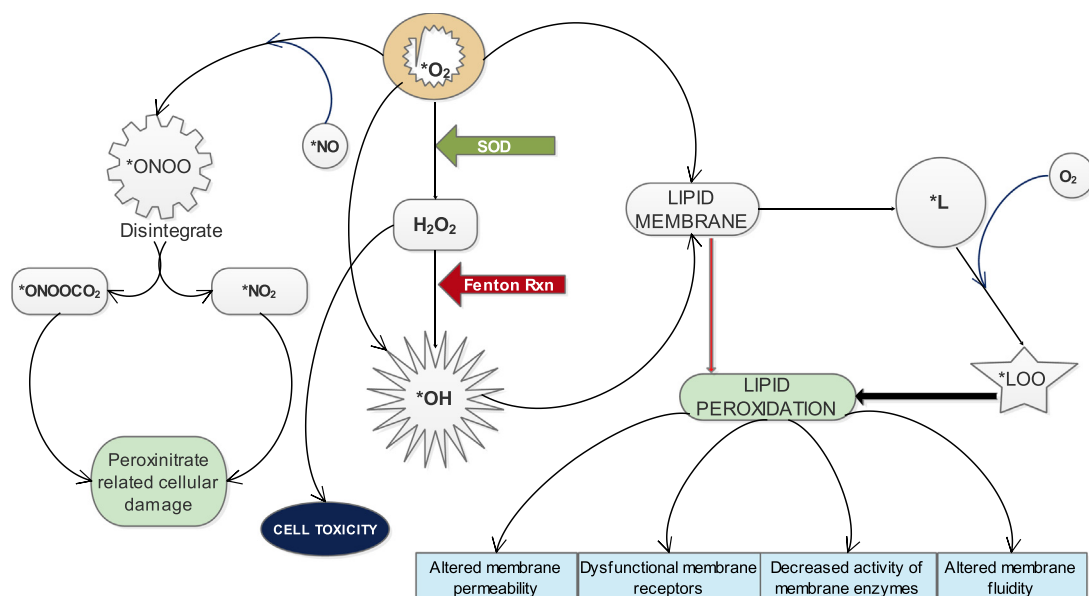 *O₂
*NO
*ONOO
SOD
Disintegrate
LIPID
MEMBRANE
*L
O₂
H₂O₂
*ONOOCO₂
*NO₂
Fenton Rxn
*OH
LIPID
PEROXIDATION
*LOO
Peroxinitrate
related cellular
damage
CELL TOXICITY
Altered membrane
permeability
Dysfunctional membrane
receptors
Decreased activity of
membrane enzymes
Altered membrane
fluidity